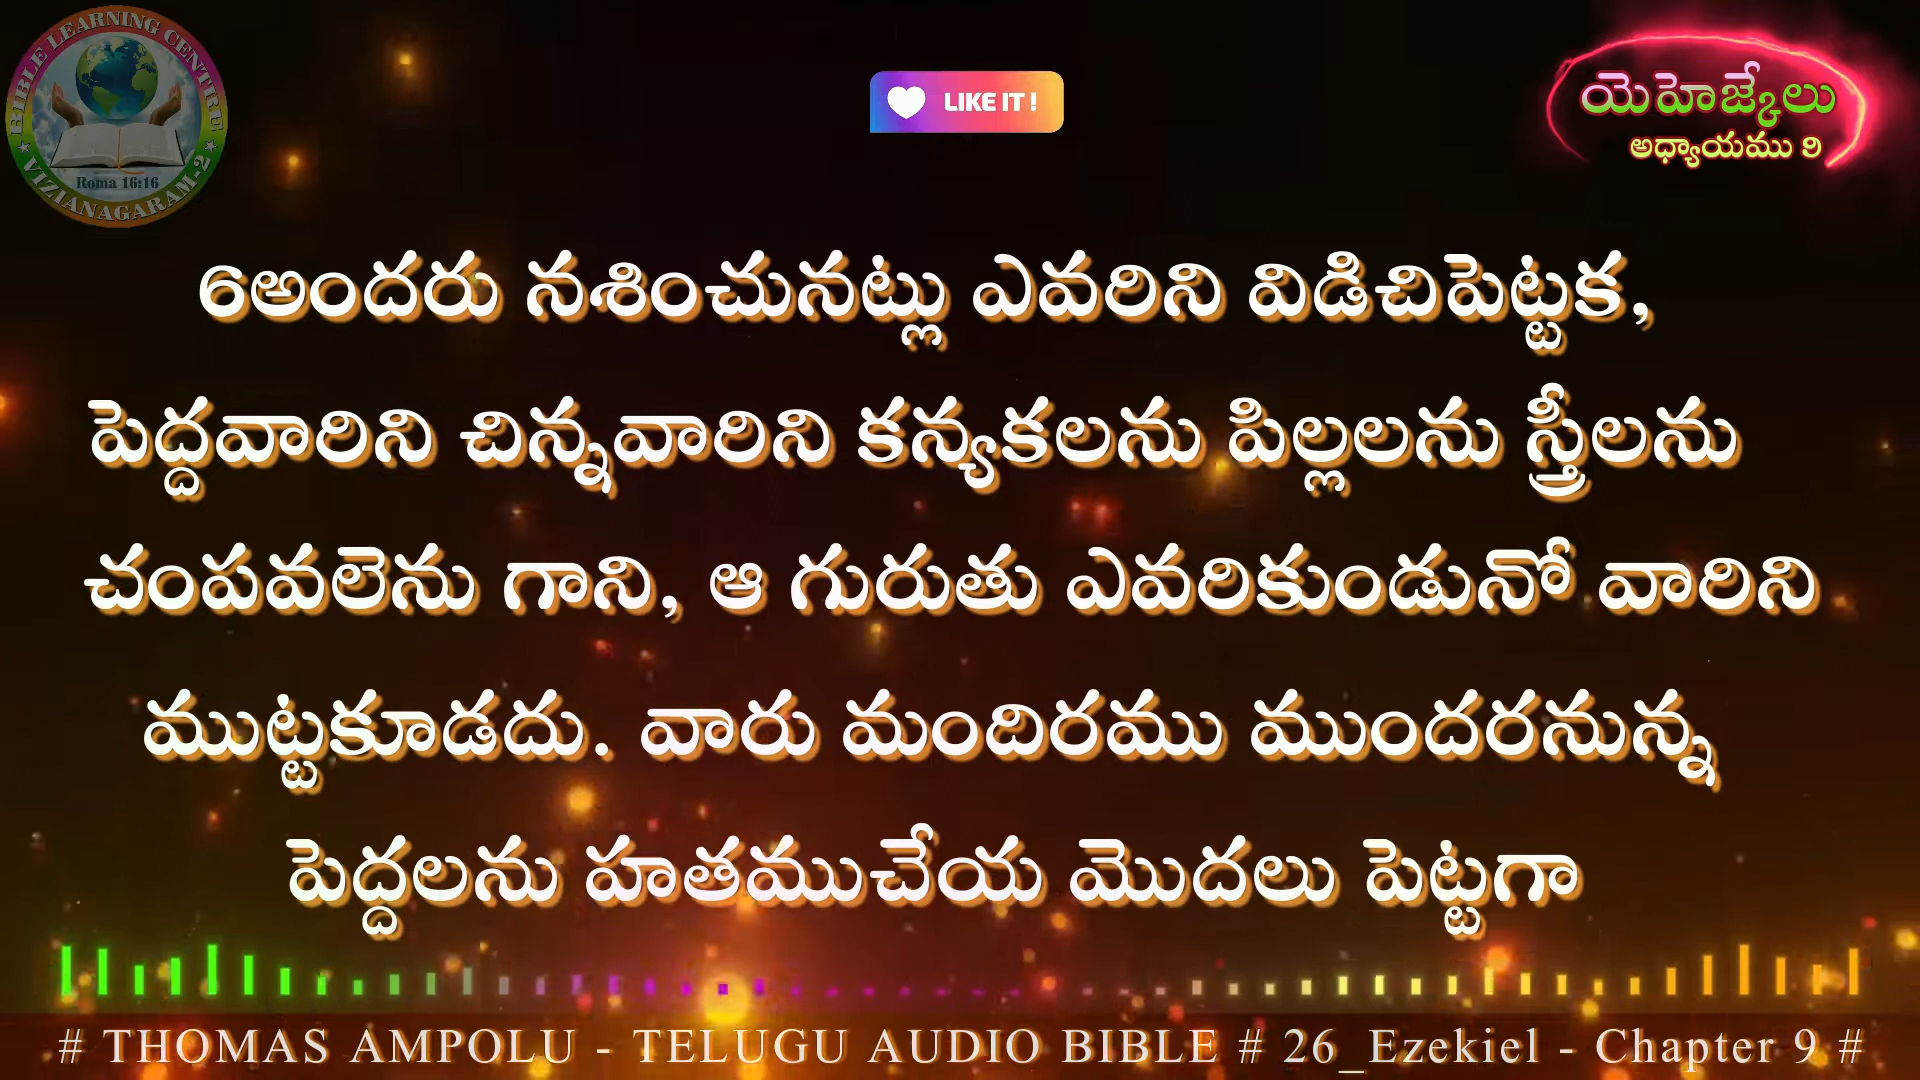 BIBLE LEARNING CENTRE
Roma 16:16
★ VIZIANAGARAM-2 ★
LIKE IT !
యెహెజ్కేలు
అధ్యాయము 9
6అందరు నశించునట్లు ఎవరిని విడిచిపెట్టక,
పెద్దవారిని చిన్నవారిని కన్యకలను పిల్లలను స్త్రీలను
చంపవలెను గాని, ఆ గురుతు ఎవరికుండునో వారిని
ముట్టకూడదు. వారు మందిరము ముందరనున్న
పెద్దలను హతముచేయ మొదలు పెట్టగా
# THOMAS AMPOLU - TELUGU AUDIO BIBLE # 26_Ezekiel - Chapter 9 #